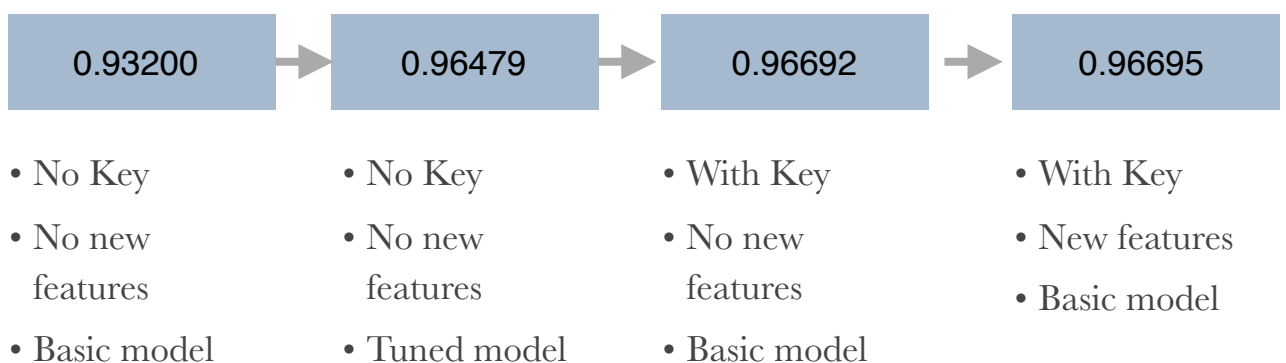 0.93200
0.96479
0.96692
0.96695
• No Key
• No new
features
• Basic model
• No Key
• No new
features
• Tuned model
• With Key
• No new
features
• Basic model
• With Key
• New features
• Basic model